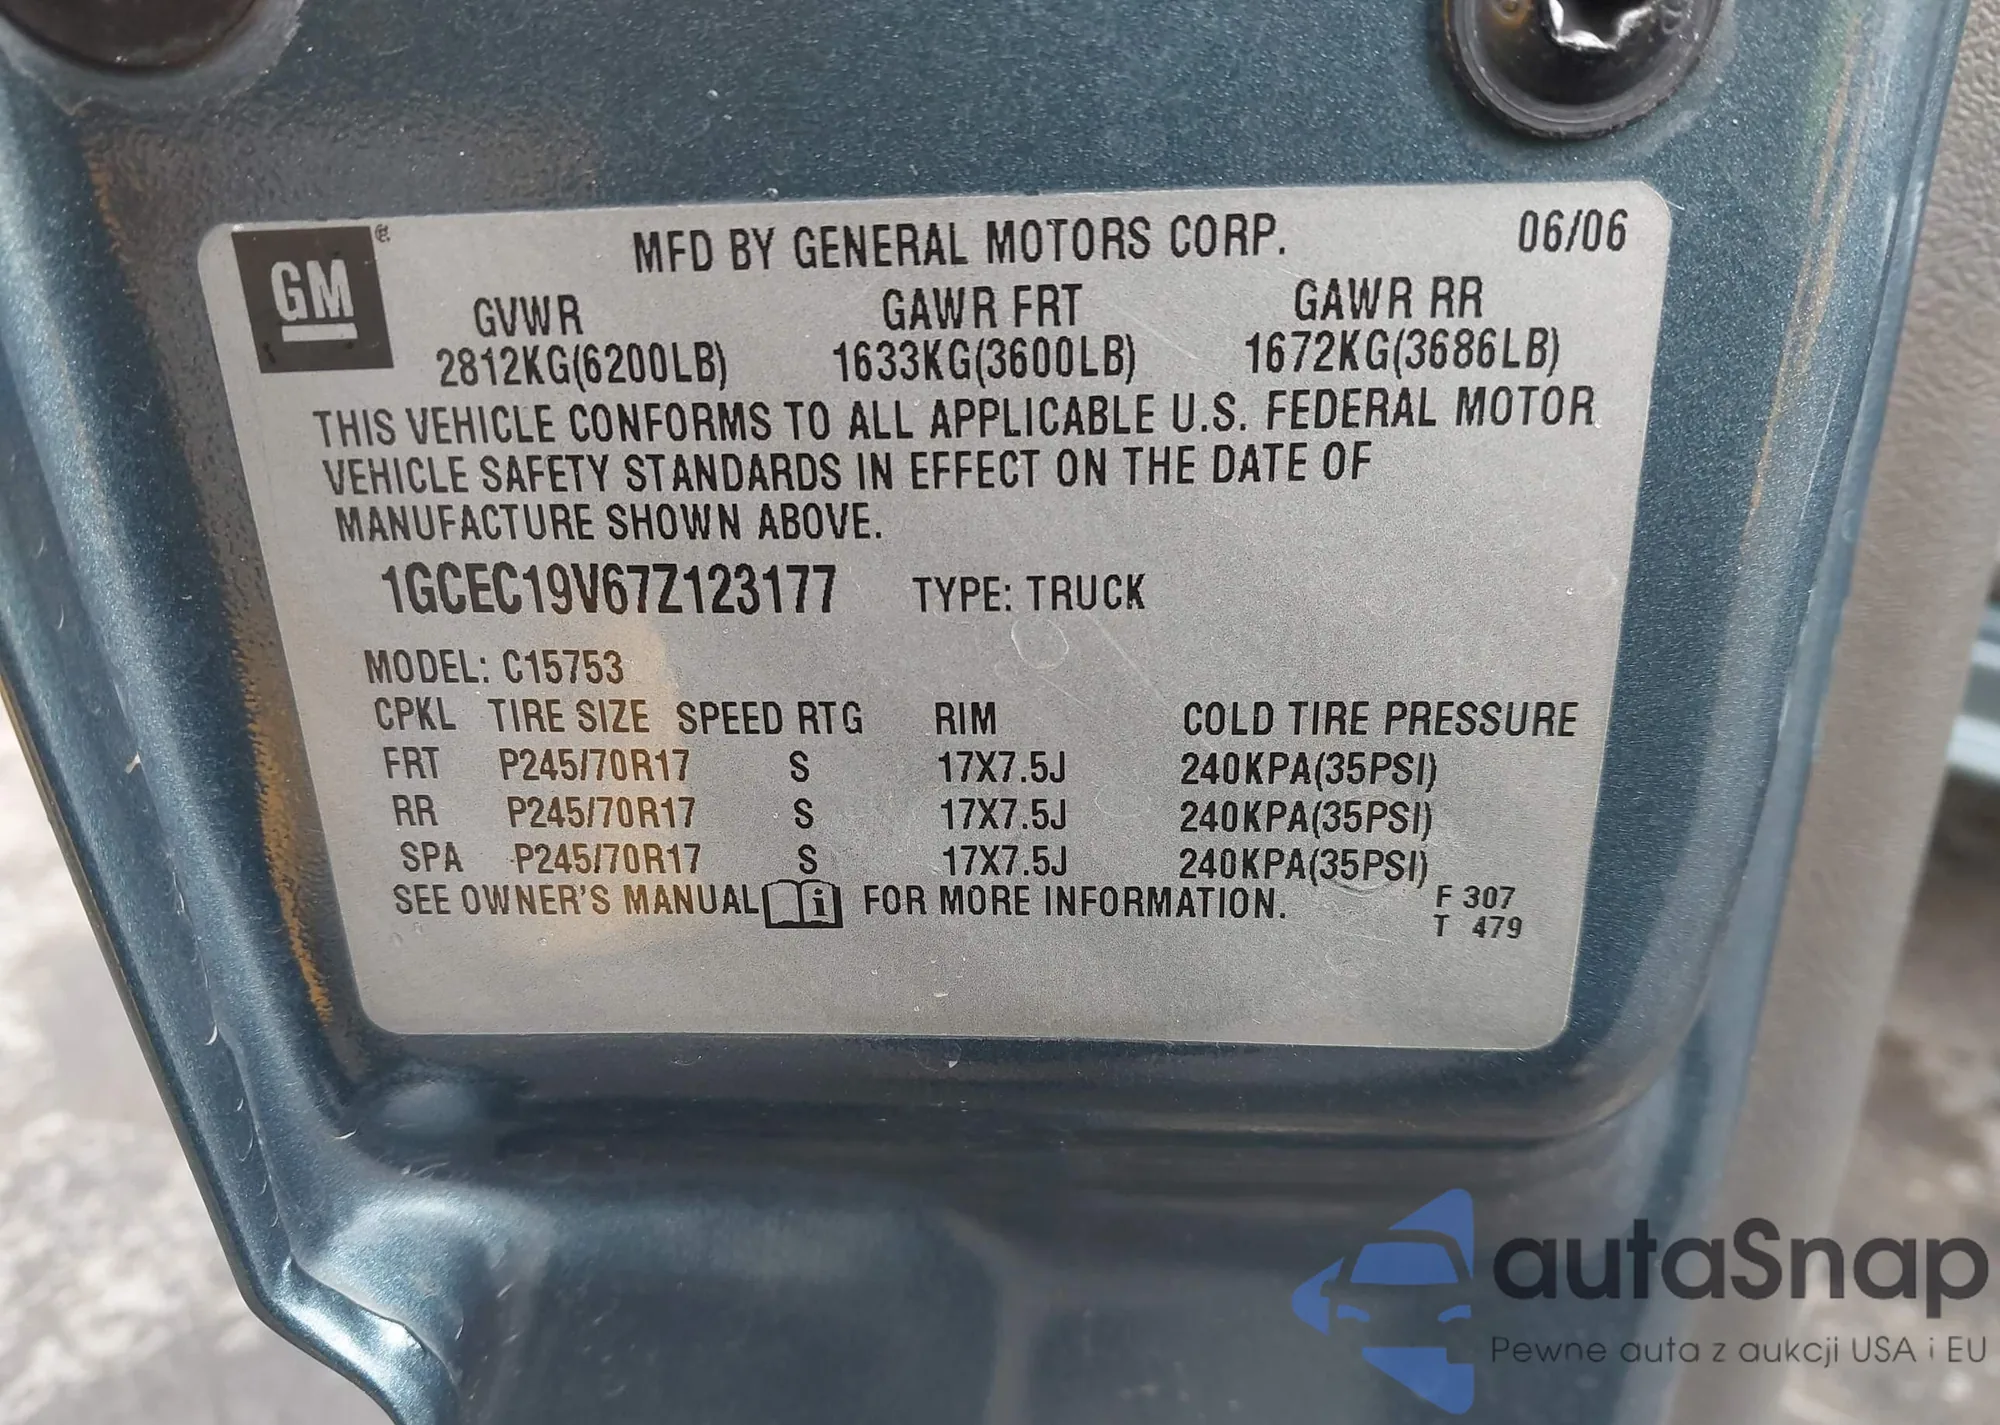 GM
MFD BY GENERAL MOTORS CORP. 06/06
GVWR GAWR FRT GAWR RR
2812KG(6200LB) 1633KG(3600LB) 1672KG(3686LB)
THIS VEHICLE CONFORMS TO ALL APPLICABLE U.S. FEDERAL MOTOR
VEHICLE SAFETY STANDARDS IN EFFECT ON THE DATE OF
MANUFACTURE SHOWN ABOVE.
1GCEC19V67Z123177 TYPE: TRUCK
MODEL: C15753
CPKL TIRE SIZE SPEED RTG RIM COLD TIRE PRESSURE
FRT P245/70R17 S 17X7.5J 240KPA(35PSI)
RR P245/70R17 S 17X7.5J 240KPA(35PSI)
SPA P245/70R17 S 17X7.5J 240KPA(35PSI)
SEE OWNER'S MANUAL i FOR MORE INFORMATION. F 307
T 479
autaSnap
Pewne auta z aukcji USA i EU